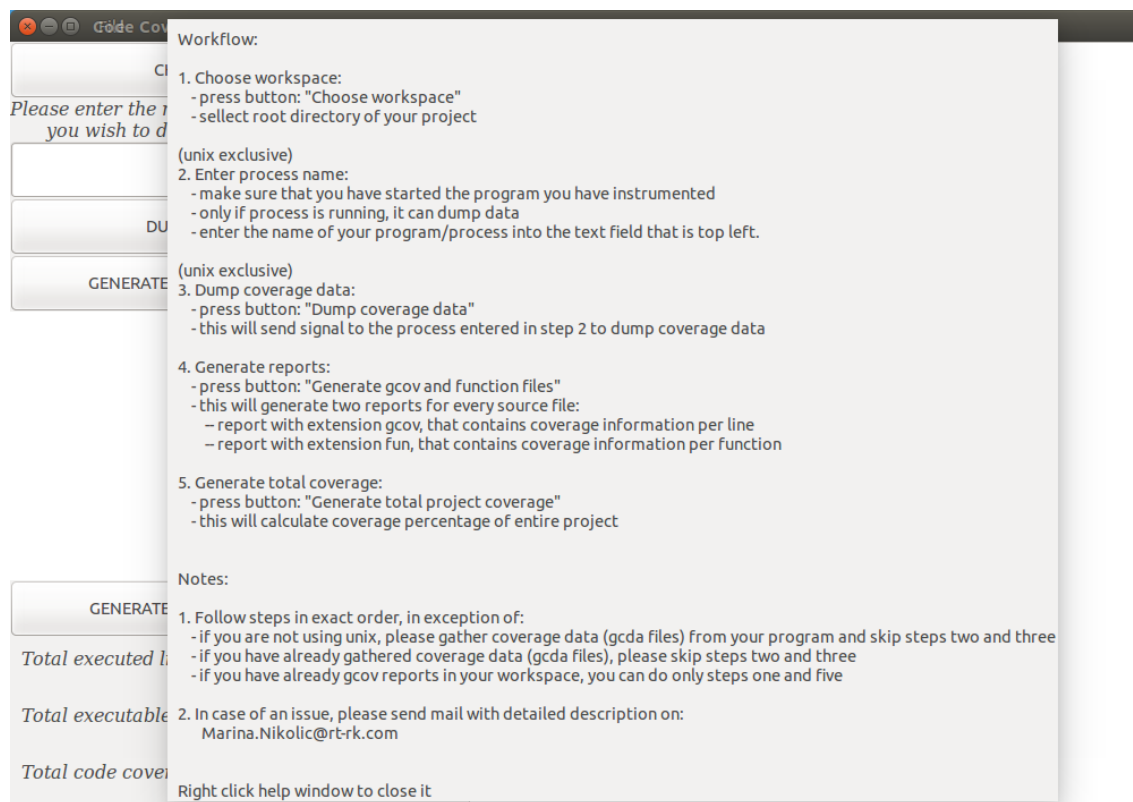 Code Cov
File
Workflow:
1. Choose workspace:
- press button: "Choose workspace"
- sellect root directory of your project
(unix exclusive)
2. Enter process name:
- make sure that you have started the program you have instrumented
- only if process is running, it can dump data
- enter the name of your program/process into the text field that is top left.
(unix exclusive)
3. Dump coverage data:
- press button: "Dump coverage data"
- this will send signal to the process entered in step 2 to dump coverage data
4. Generate reports:
- press button: "Generate gcov and function files"
- this will generate two reports for every source file:
-- report with extension gcov, that contains coverage information per line
-- report with extension fun, that contains coverage information per function
5. Generate total coverage:
- press button: "Generate total project coverage"
- this will calculate coverage percentage of entire project
Notes:
1. Follow steps in exact order, in exception of:
- if you are not using unix, please gather coverage data (gcda files) from your program and skip steps two and three
- if you have already gathered coverage data (gcda files), please skip steps two and three
- if you have already gcov reports in your workspace, you can do only steps one and five
2. In case of an issue, please send mail with detailed description on:
Marina.Nikolic@rt-rk.com
Right click help window to close it
Please enter the
you wish to d
DU
GENERATE
GENERATE
Total executed li
Total executable
Total code cover